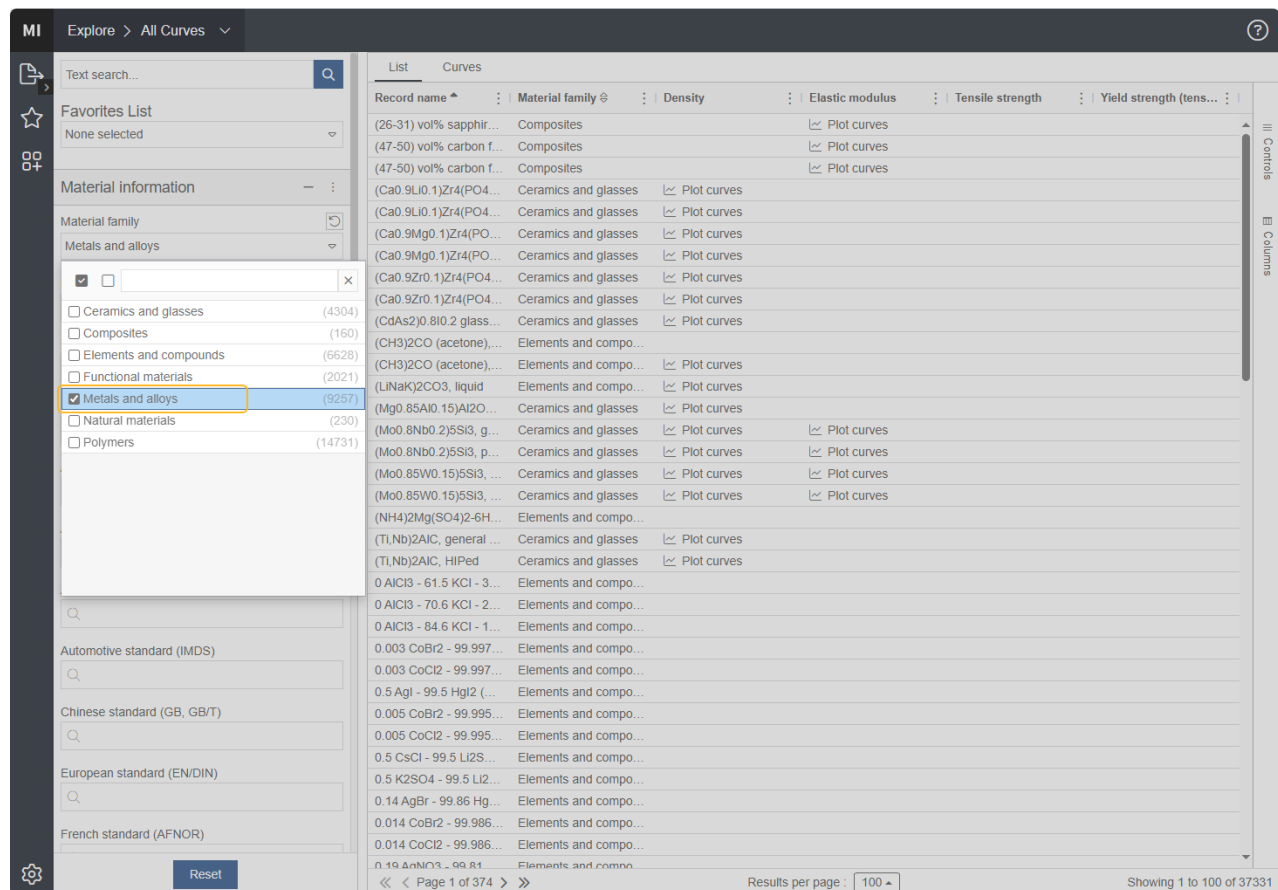 MI Explore > All Curves
Text search...
Favorites List
None selected
Material information
Material family
Metals and alloys
Ceramics and glasses (4304)
Composites (160)
Elements and compounds (6628)
Functional materials (2021)
Metals and alloys (9257)
Natural materials (230)
Polymers (14731)
Automotive standard (IMDS)
Chinese standard (GB, GB/T)
European standard (EN/DIN)
French standard (AFNOR)
Reset
List Curves
Record name Material family Density Elastic modulus Tensile strength Yield strength (tens...
(26-31) vol% sapphir... Composites Plot curves
(47-50) vol% carbon f... Composites Plot curves
(47-50) vol% carbon f... Composites Plot curves
(Ca0.9Li0.1)Zr4(PO4... Ceramics and glasses Plot curves
(Ca0.9Li0.1)Zr4(PO4... Ceramics and glasses Plot curves
(Ca0.9Mg0.1)Zr4(PO... Ceramics and glasses Plot curves
(Ca0.9Mg0.1)Zr4(PO... Ceramics and glasses Plot curves
(Ca0.9Zr0.1)Zr4(PO4... Ceramics and glasses Plot curves
(Ca0.9Zr0.1)Zr4(PO4... Ceramics and glasses Plot curves
(CdAs2)0.8I0.2 glass... Ceramics and glasses Plot curves
(CH3)2CO (acetone),... Elements and compo...
(CH3)2CO (acetone),... Elements and compo... Plot curves
(LiNaK)2CO3, liquid Elements and compo... Plot curves
(Mg0.85Al0.15)Al2O... Ceramics and glasses Plot curves
(Mo0.8Nb0.2)5Si3, g... Ceramics and glasses Plot curves Plot curves
(Mo0.8Nb0.2)5Si3, p... Ceramics and glasses Plot curves Plot curves
(Mo0.85W0.15)5Si3, ... Ceramics and glasses Plot curves Plot curves
(Mo0.85W0.15)5Si3, ... Ceramics and glasses Plot curves Plot curves
(NH4)2Mg(SO4)2-6H... Elements and compo...
(Ti,Nb)2AlC, general ... Ceramics and glasses Plot curves
(Ti,Nb)2AlC, HIPed Ceramics and glasses Plot curves
0 AlCl3 - 61.5 KCl - 3... Elements and compo...
0 AlCl3 - 70.6 KCl - 2... Elements and compo...
0 AlCl3 - 84.6 KCl - 1... Elements and compo...
0.003 CoBr2 - 99.997... Elements and compo...
0.003 CoCl2 - 99.997... Elements and compo...
0.5 AgI - 99.5 HgI2 (... Elements and compo...
0.005 CoBr2 - 99.995... Elements and compo...
0.005 CoCl2 - 99.995... Elements and compo...
0.5 CsCl - 99.5 Li2S... Elements and compo...
0.5 K2SO4 - 99.5 Li2... Elements and compo...
0.14 AgBr - 99.86 Hg... Elements and compo...
0.014 CoBr2 - 99.986... Elements and compo...
0.014 CoCl2 - 99.986... Elements and compo...
0.19 AgNO3 - 99.81... Elements and compo...
Page 1 of 374 Results per page : 100 Showing 1 to 100 of 37331
Controls
Columns